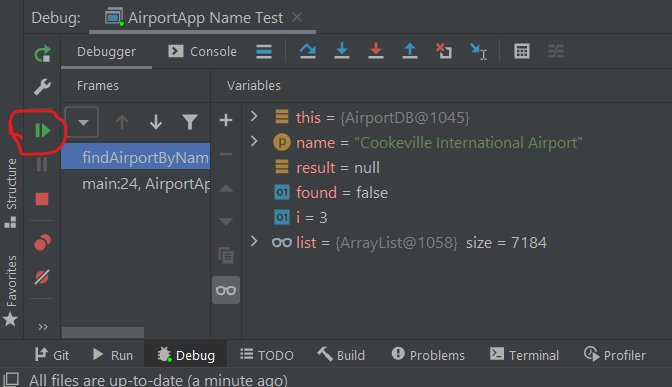 Debug: AirportApp Name Test
Debugger Console
Frames Variables
this = {AirportDB@1045}
p name = "Cookeville International Airport"
findAirportByNam
result = null
main:24, AirportAp
01 found = false
01 i = 3
list = {ArrayList@1058} size = 7184
Structure
Favorites
Git Run Debug TODO Build Problems Terminal Profiler
All files are up-to-date (a minute ago)